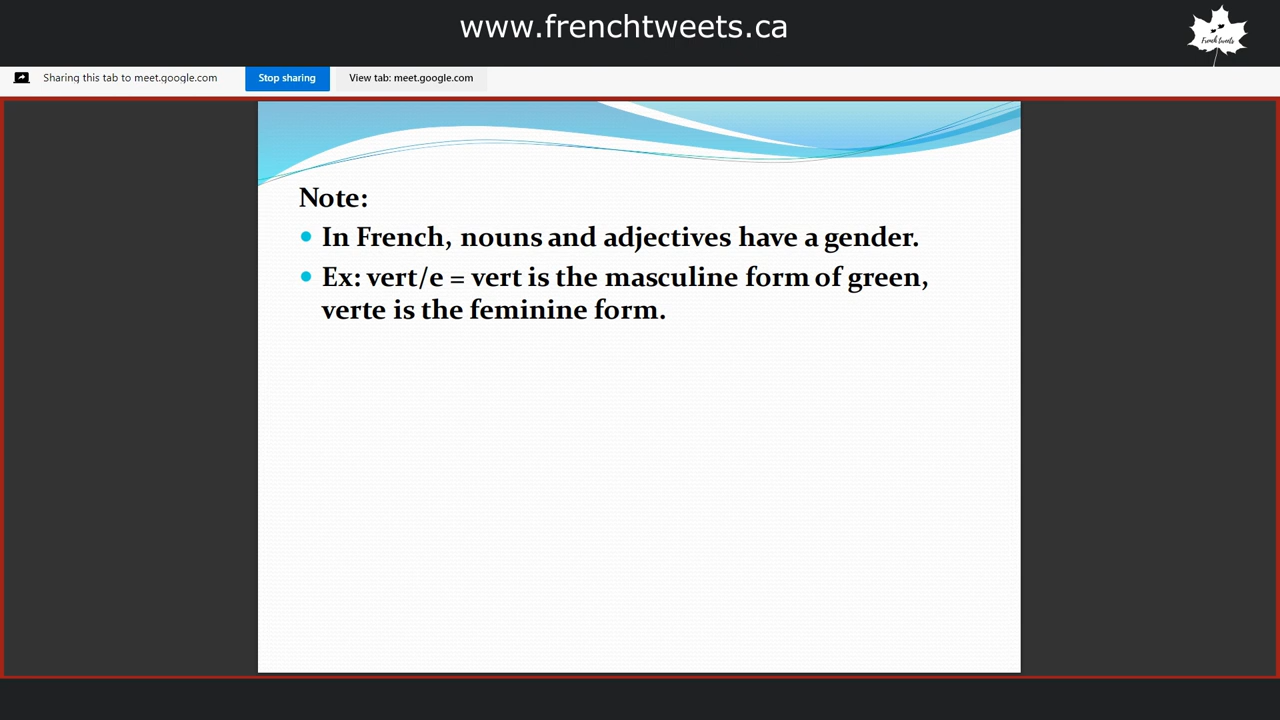 www.frenchtweets.ca
French tweets
Sharing this tab to meet.google.com
Stop sharing
View tab: meet.google.com
Note:
In French, nouns and adjectives have a gender.
Ex: vert/e = vert is the masculine form of green,
verte is the feminine form.